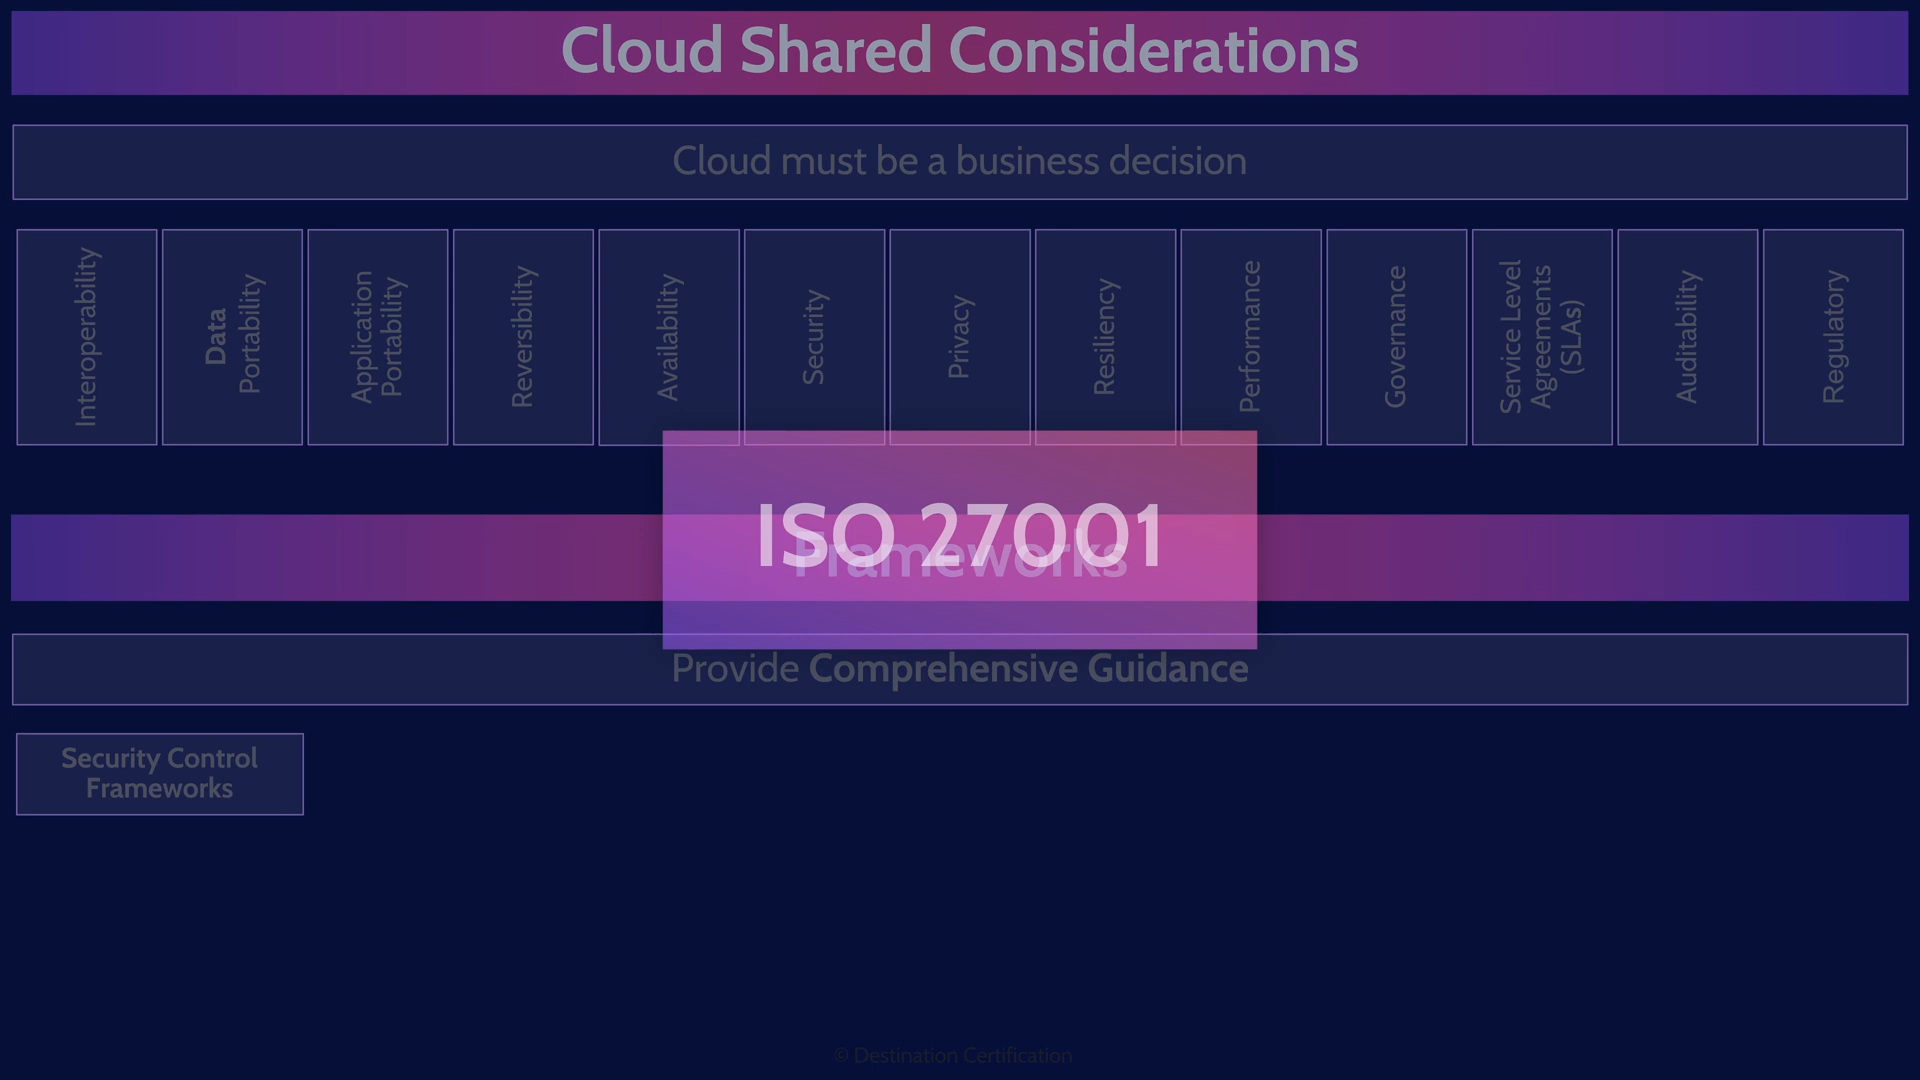 Cloud Shared Considerations
Cloud must be a business decision
Interoperability
Data
Portability
Application
Portability
Reversibility
Availability
Security
Privacy
Resiliency
Performance
Governance
Service Level
Agreements
(SLAs)
Auditability
Regulatory
ISO 27001
Frameworks
Provide Comprehensive Guidance
Security Control
Frameworks
© Destination Certification